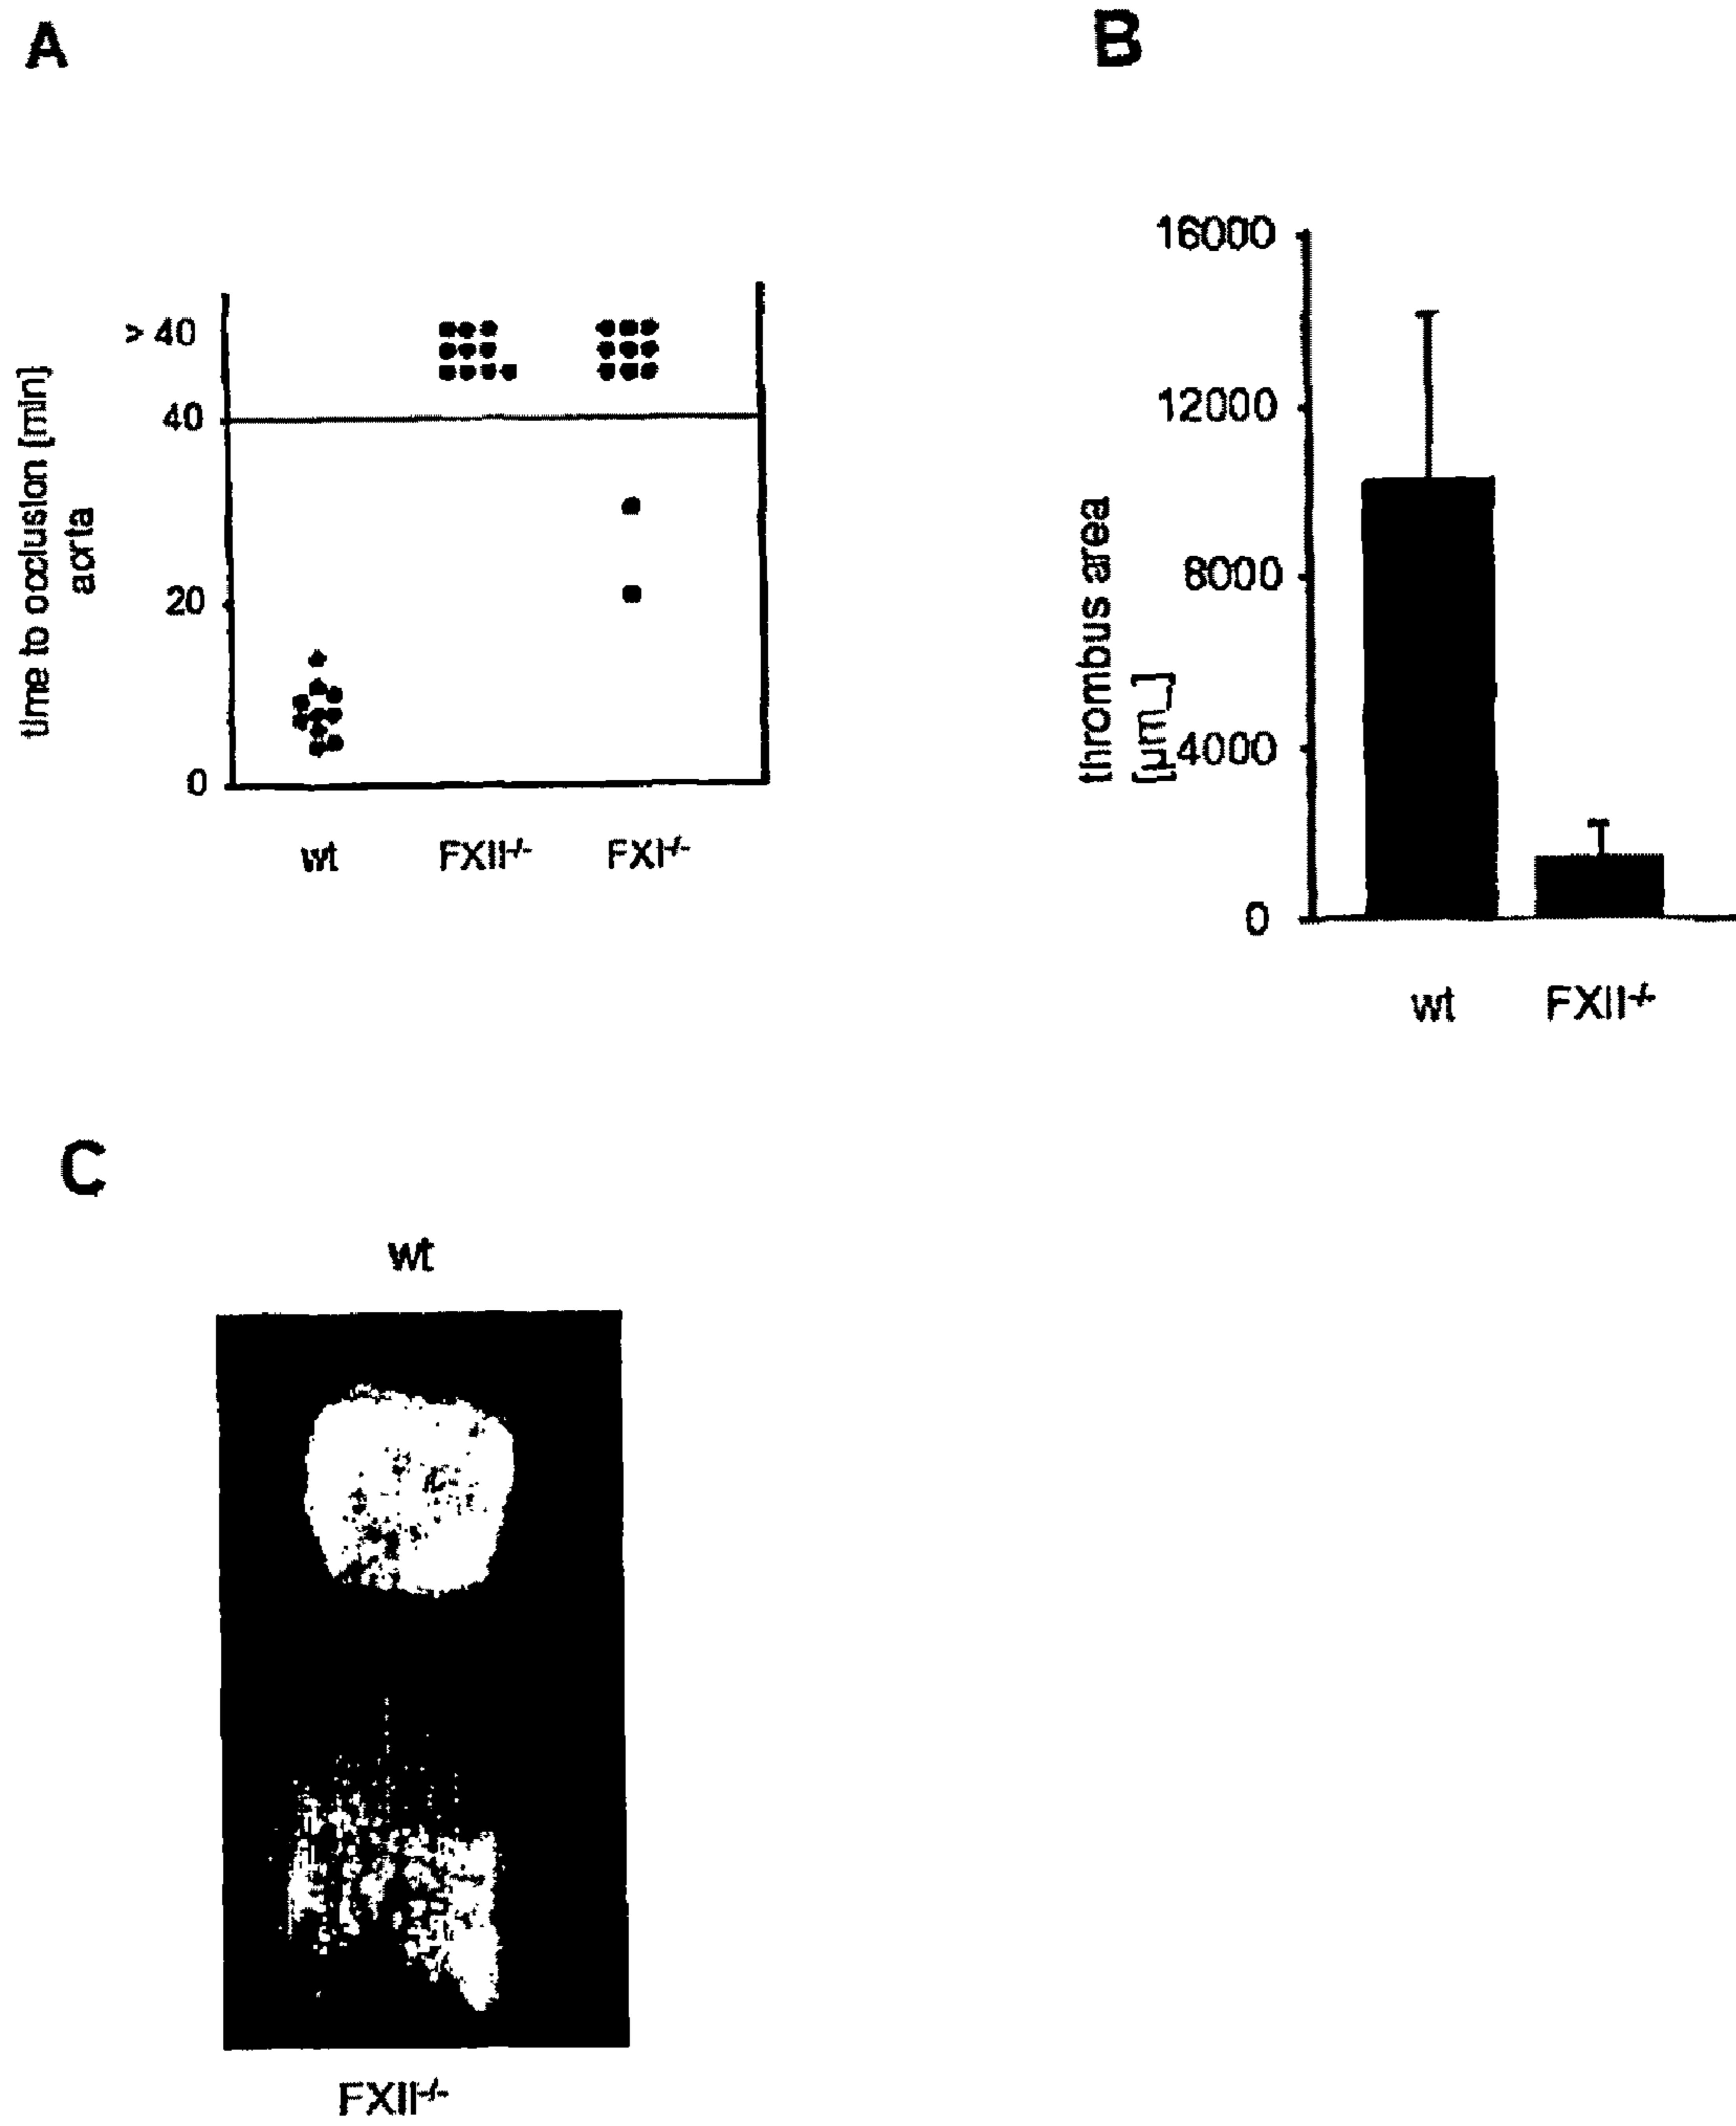 A
time to occlusion [min]
aorta
> 40
40
20
0
wt FXII-/- FXI-/-
B
thrombus area
[µm_]
16000
12000
8000
4000
0
wt FXII-/-
C
wt
FXII-/-